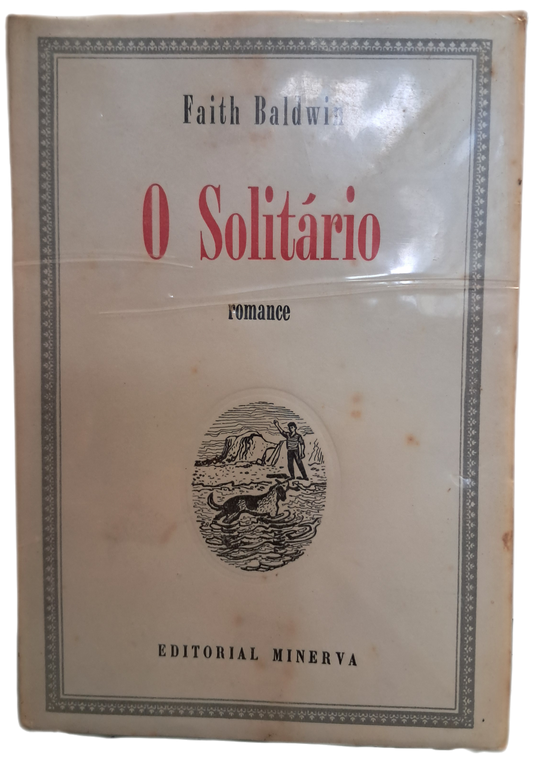 Faith Baldwin
O Solitário
romance
EDITORIAL MINERVA